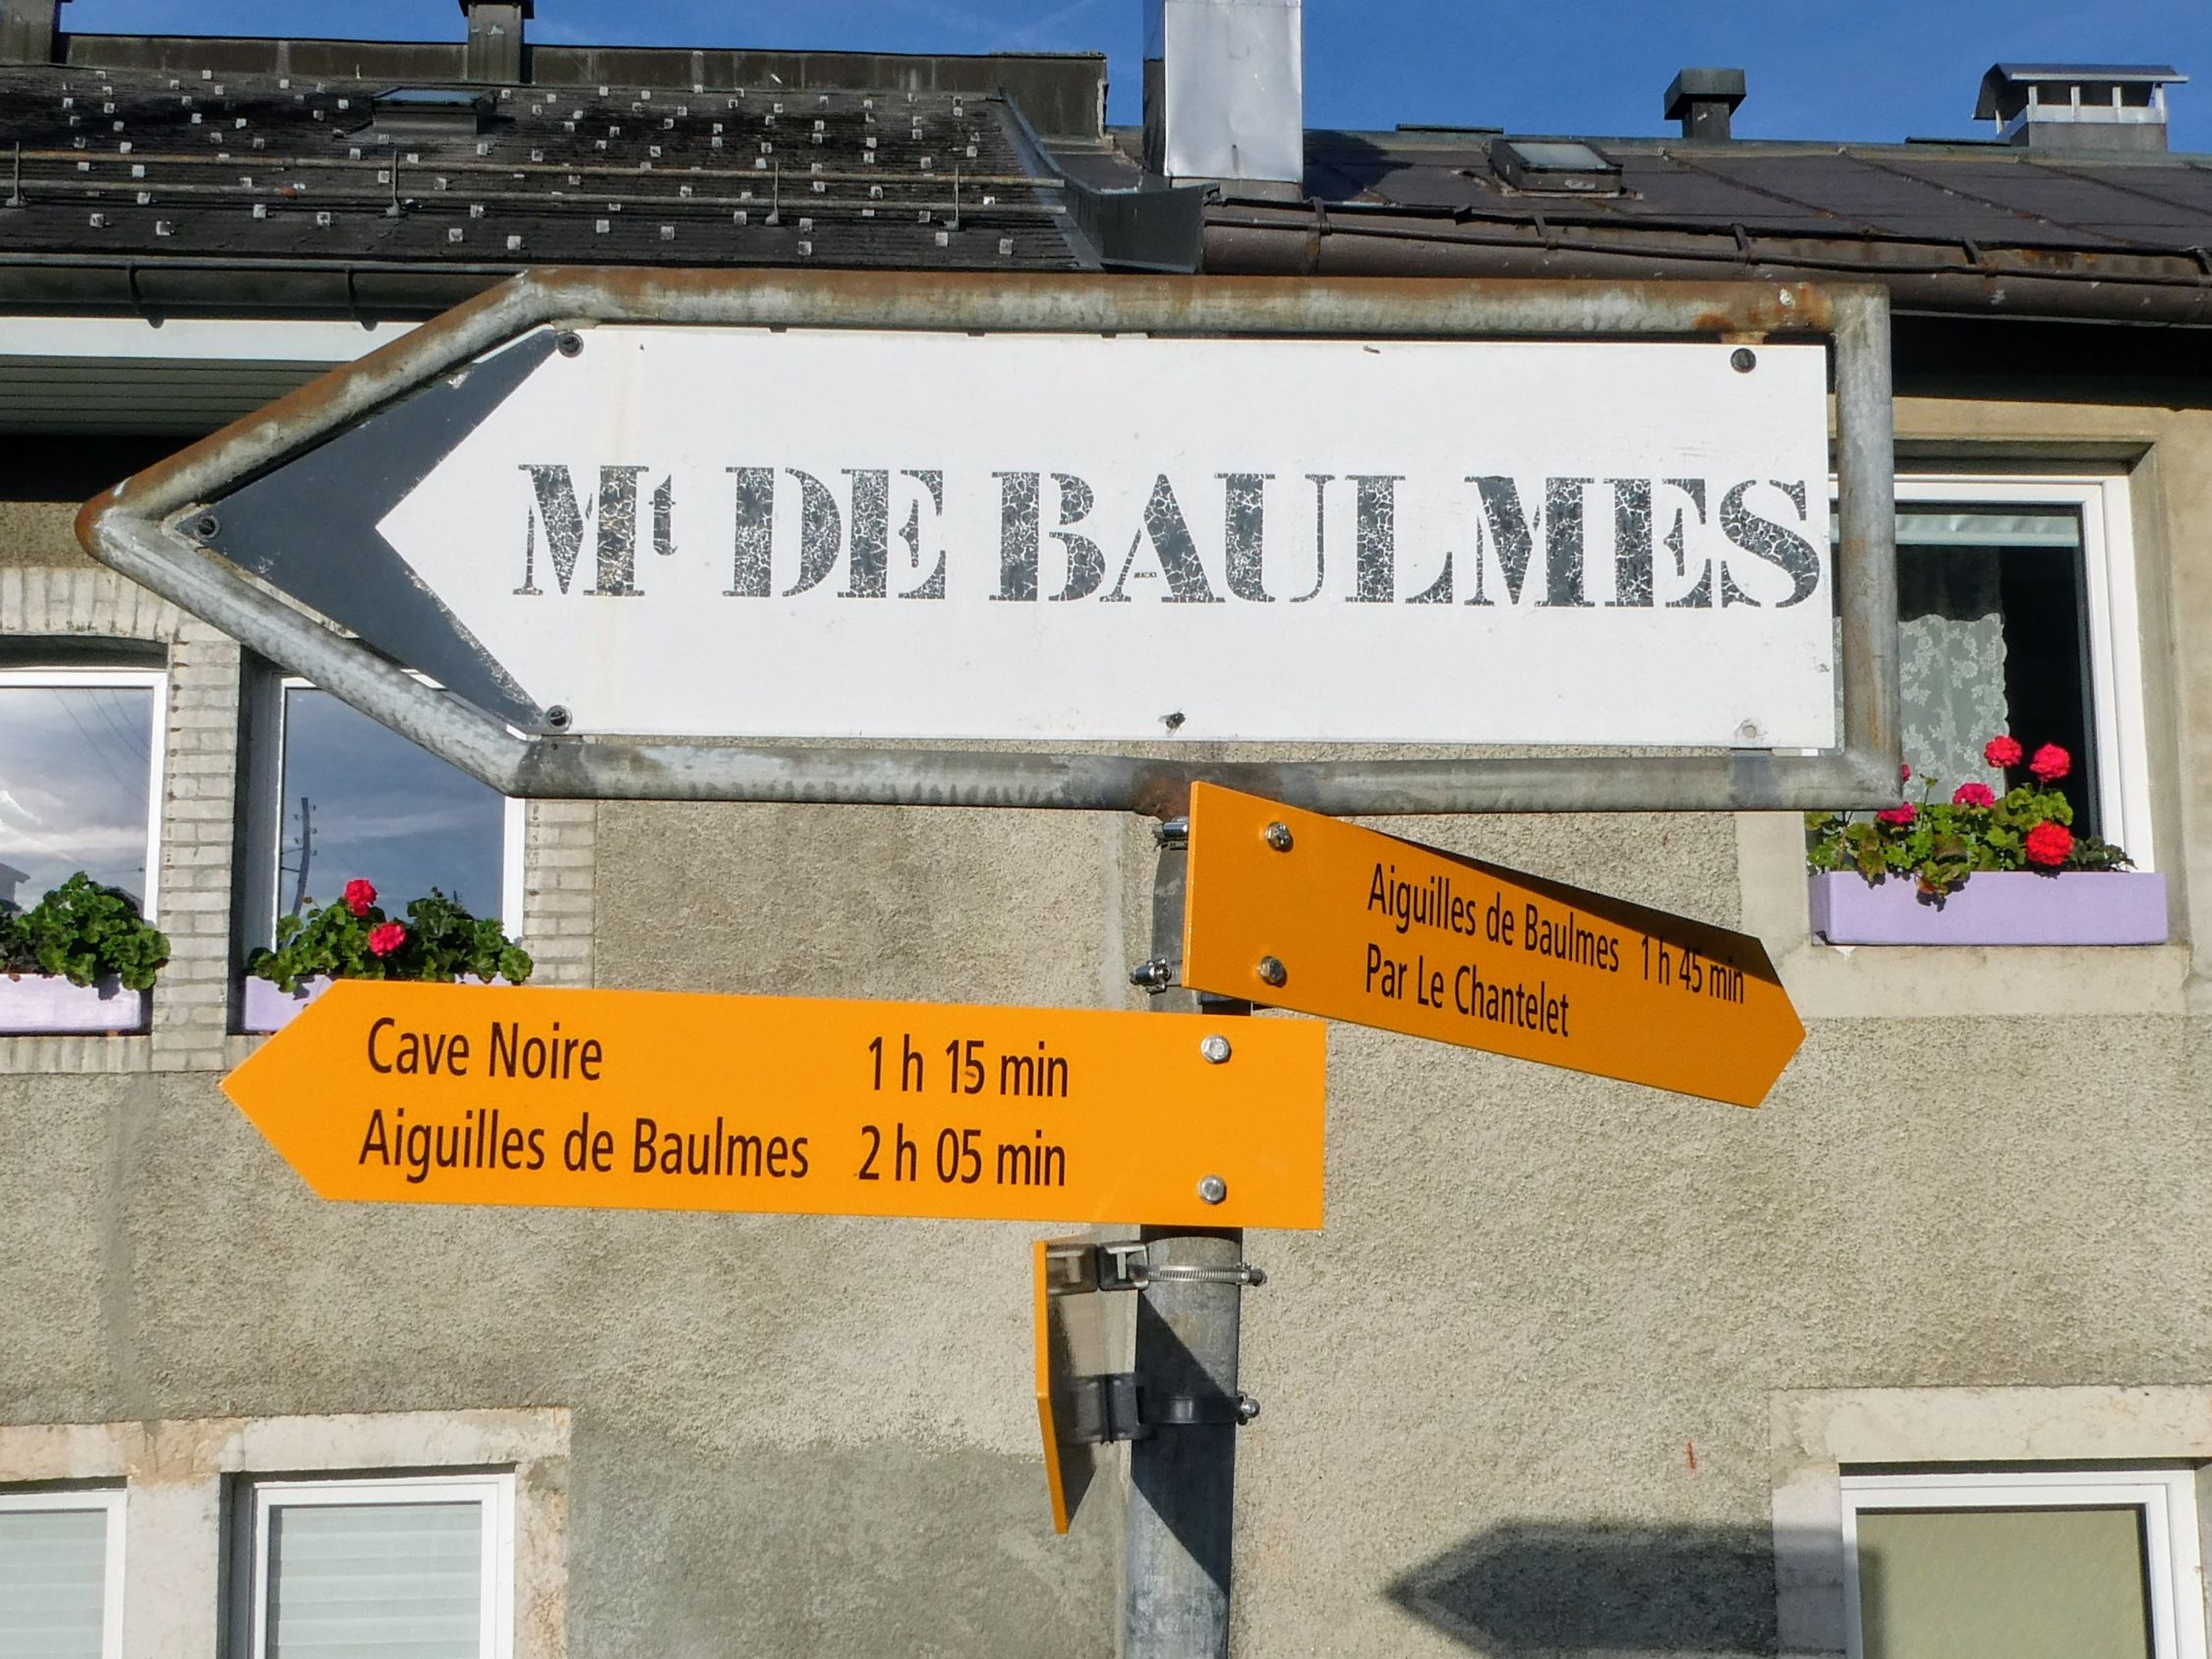 Mt DE BAULMES
Aiguilles de Baulmes 1 h 45 min
Par Le Chantelet
Cave Noire 1 h 15 min
Aiguilles de Baulmes 2 h 05 min